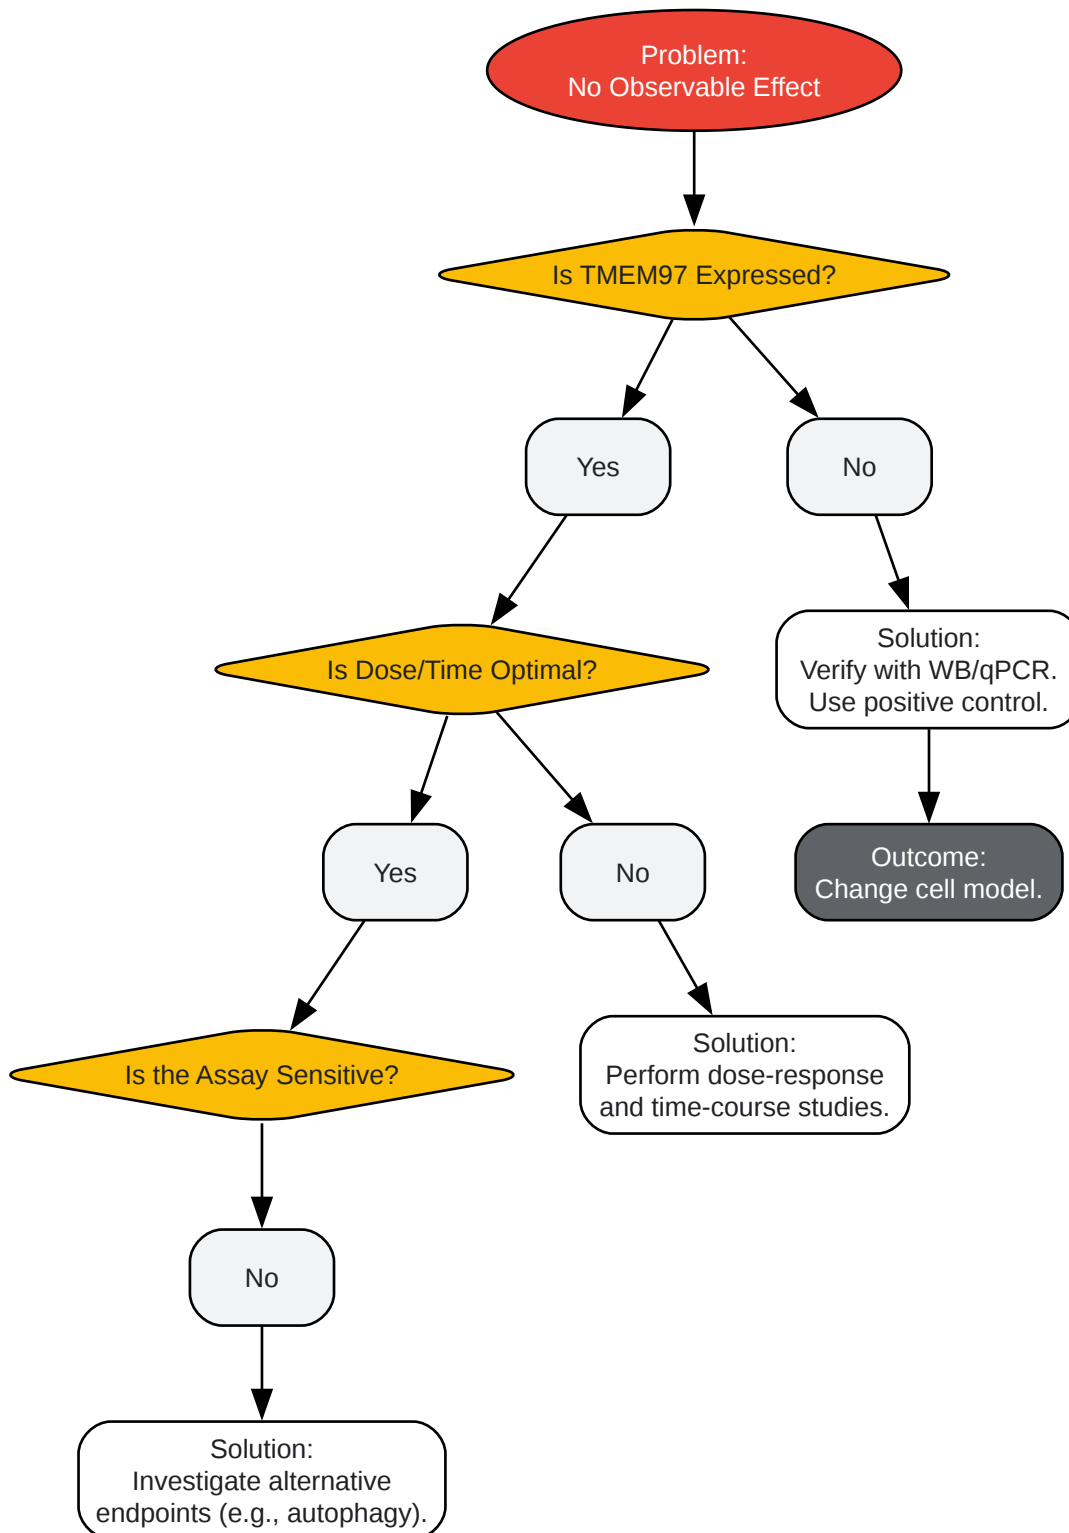 Problem:
No Observable Effect
Is TMEM97 Expressed?
Yes
No
Is Dose/Time Optimal?
Solution:
Verify with WB/qPCR.
Use positive control.
Yes
No
Outcome:
Change cell model.
Is the Assay Sensitive?
Solution:
Perform dose-response
and time-course studies.
No
Solution:
Investigate alternative
endpoints (e.g., autophagy).